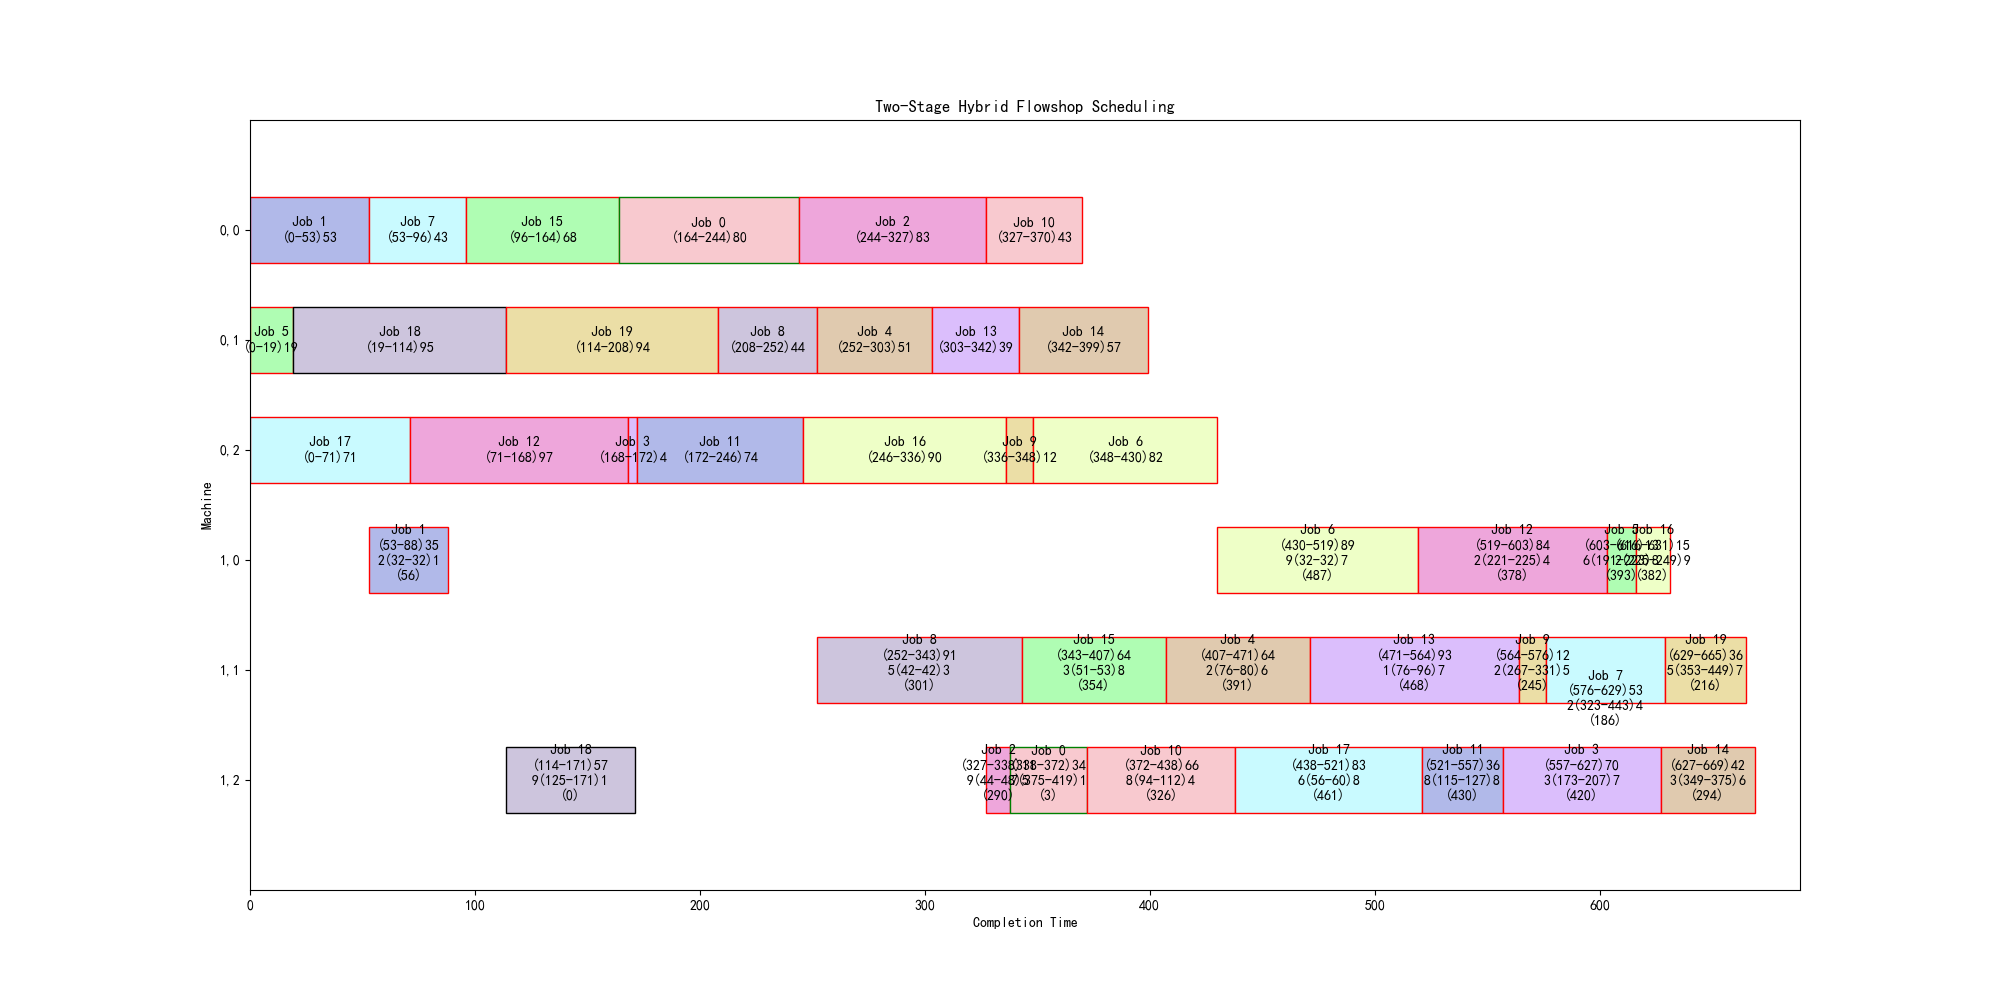 Two-Stage Hybrid Flowshop Scheduling
Machine
0,0
Job 1
(0-53)53
Job 7
(53-96)43
Job 15
(96-164)68
Job 0
(164-244)80
Job 2
(244-327)83
Job 10
(327-370)43
0,1
Job 5
(0-19)19
Job 18
(19-114)95
Job 19
(114-208)94
Job 8
(208-252)44
Job 4
(252-303)51
Job 13
(303-342)39
Job 14
(342-399)57
0,2
Job 17
(0-71)71
Job 12
(71-168)97
Job 3
(168-172)4
Job 11
(172-246)74
Job 16
(246-336)90
Job 9
(336-348)12
Job 6
(348-430)82
1,0
Job 1
(53-88)35
2(32-32)1
(56)
Job 6
(430-519)89
9(32-32)7
(487)
Job 12
(519-603)84
2(221-225)4
(378)
Job 5
(603-616)13
(393)
Job 16
(616-631)15
(382)
1,1
Job 8
(252-343)91
5(42-42)3
(301)
Job 15
(343-407)64
3(51-53)8
(354)
Job 4
(407-471)64
2(76-80)6
(391)
Job 13
(471-564)93
1(76-96)7
(468)
Job 9
(564-576)12
2(267-331)5
(245)
Job 7
(576-629)53
2(323-443)4
(186)
Job 19
(629-665)36
5(353-449)7
(216)
1,2
Job 18
(114-171)57
9(125-171)1
(0)
Job 2
(327-338)11
(290)
Job 0
(338-372)34
(3)
Job 10
(372-438)66
8(94-112)4
(326)
Job 17
(438-521)83
6(56-60)8
(461)
Job 11
(521-557)36
8(115-127)8
(430)
Job 3
(557-627)70
3(173-207)7
(420)
Job 14
(627-669)42
3(349-375)6
(294)
0 100 200 300 400 500 600
Completion Time